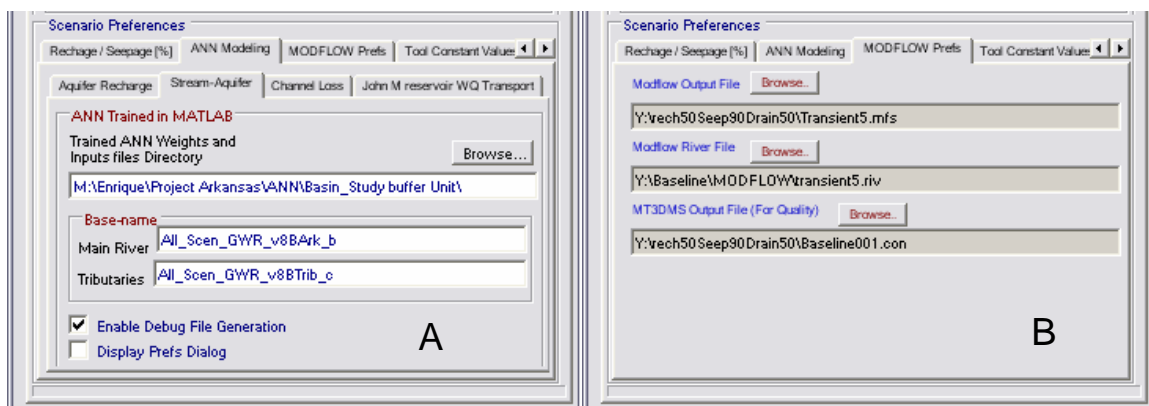 Scenario Preferences
Rechage / Seepage [%] ANN Modeling MODFLOW Prefs Tool Constant Values
Aquifer Recharge Stream-Aquifer Channel Loss John M reservoir WQ Transport
ANN Trained in MATLAB
Trained ANN Weights and
Inputs files Directory Browse...
M:\Enrique\Project Arkansas\ANN\Basin_Study buffer Unit\
Base-name
Main River All_Scen_GWR_v8BArk_b
Tributaries All_Scen_GWR_v8BTrib_c
Enable Debug File Generation
Display Prefs Dialog
A
Scenario Preferences
Rechage / Seepage [%] ANN Modeling MODFLOW Prefs Tool Constant Values
Modflow Output File Browse..
Y:\rech50Seep90Drain50\Transient5.mfs
Modflow River File Browse..
Y:\Baseline\MODFLOW\transient5.riv
MT3DMS Output File (For Quality) Browse..
Y:\rech50Seep90Drain50\Baseline001.con
B